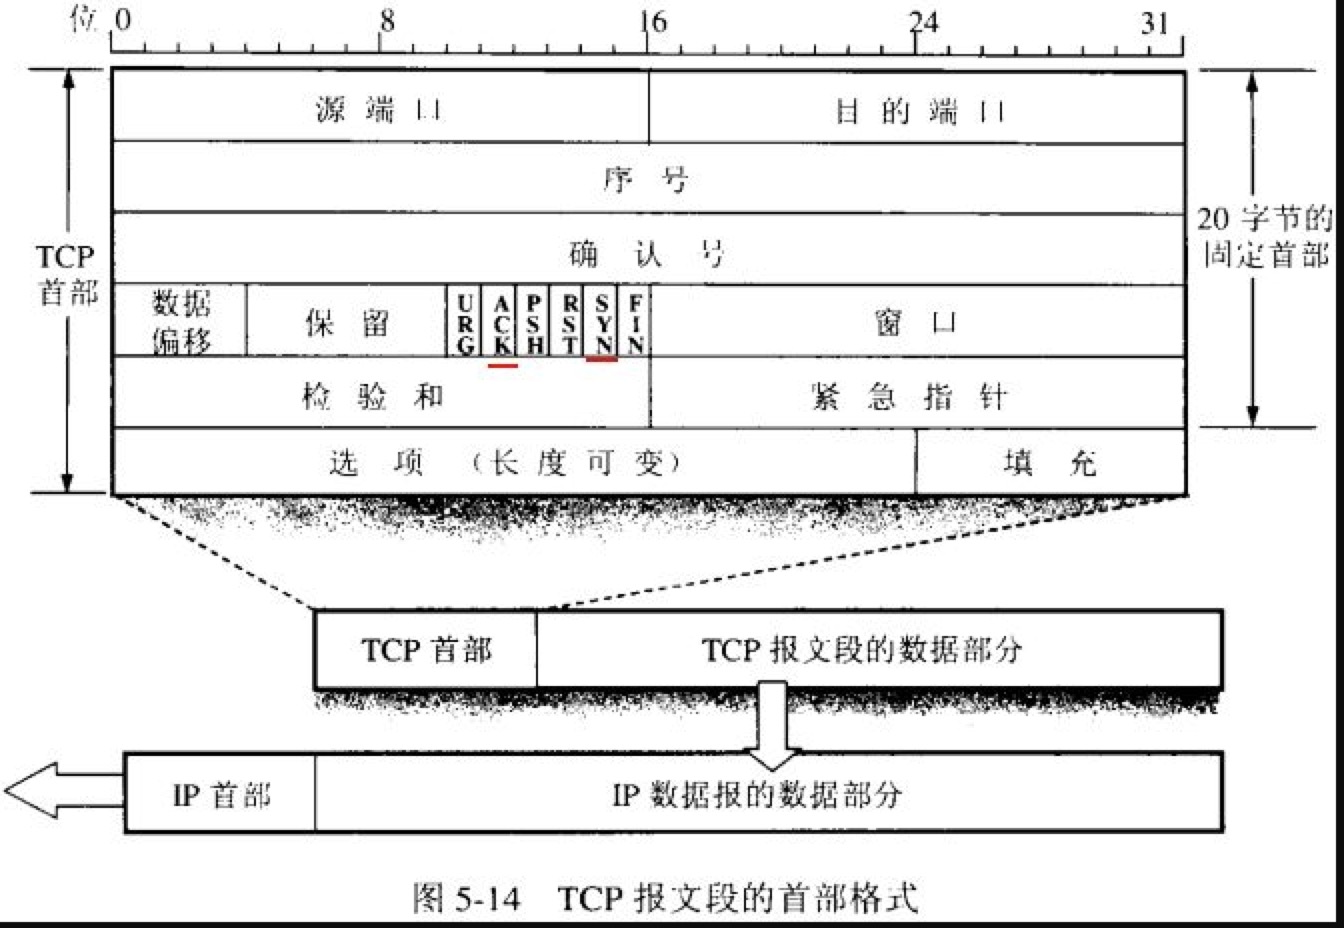 位 0 8 16 24 31
源端口 目的端口
序号
确认号
TCP
首部
20 字节的
固定首部
数据
偏移
保留
URG
ACK
PSH
RST
SYN
FIN
窗口
检验和 紧急指针
选项（长度可变） 填充
TCP 首部 TCP 报文段的数据部分
IP 首部 IP 数据报的数据部分
图 5-14 TCP 报文段的首部格式